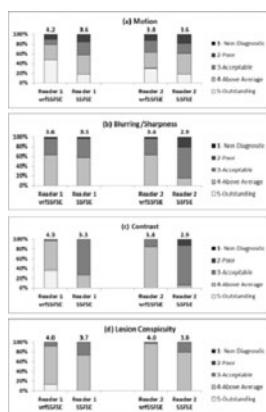 (a) Motion
4.2 3.6 3.8 3.6
100%
80%
60%
40%
20%
0%
Reader 1 Reader 1 Reader 2 Reader 2
vrfSSFSE SSFSE vrfSSFSE SSFSE
1- Non Diagnostic
2-Poor
3-Acceptable
4-Above Average
5-Outstanding
(b) Blurring/Sharpness
3.6 3.6 2.9
100%
80%
60%
40%
20%
0%
Reader 1 Reader 1 Reader 2 Reader 2
vrfSSFSE SSFSE vrfSSFSE SSFSE
1- Non Diagnostic
2-Poor
3-Acceptable
4-Above Average
5-Outstanding
(c) Contrast
4.3 3.3 3.8 2.9
100%
80%
60%
40%
20%
0%
Reader 1 Reader 1 Reader 2 Reader 2
vrfSSFSE SSFSE vrfSSFSE SSFSE
1- Non Diagnostic
2-Poor
3-Acceptable
4-Above Average
5-Outstanding
(d) Lesion Conspicuity
4.0 3.7 4.0 3.8
100%
80%
60%
40%
20%
0%
Reader 1 Reader 1 Reader 2 Reader 2
vrfSSFSE SSFSE vrfSSFSE SSFSE
1- Non Diagnostic
2-Poor
3-Acceptable
4-Above Average
5-Outstanding